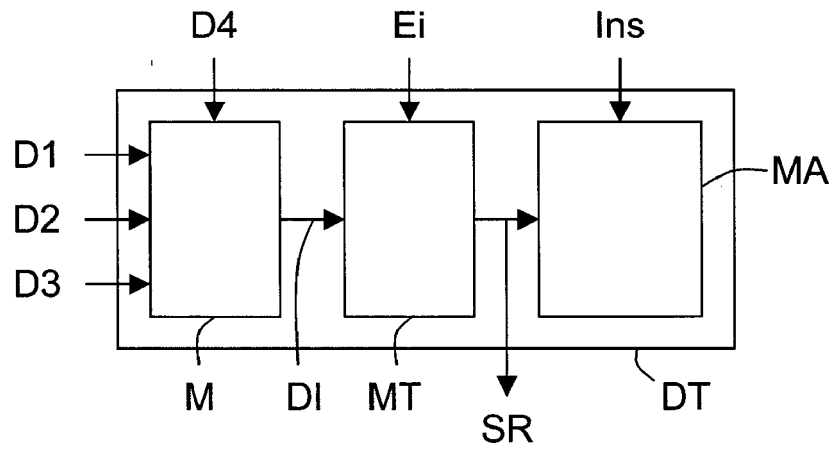 D4 Ei Ins
D1
MA
D2
D3
M DI MT DT
SR